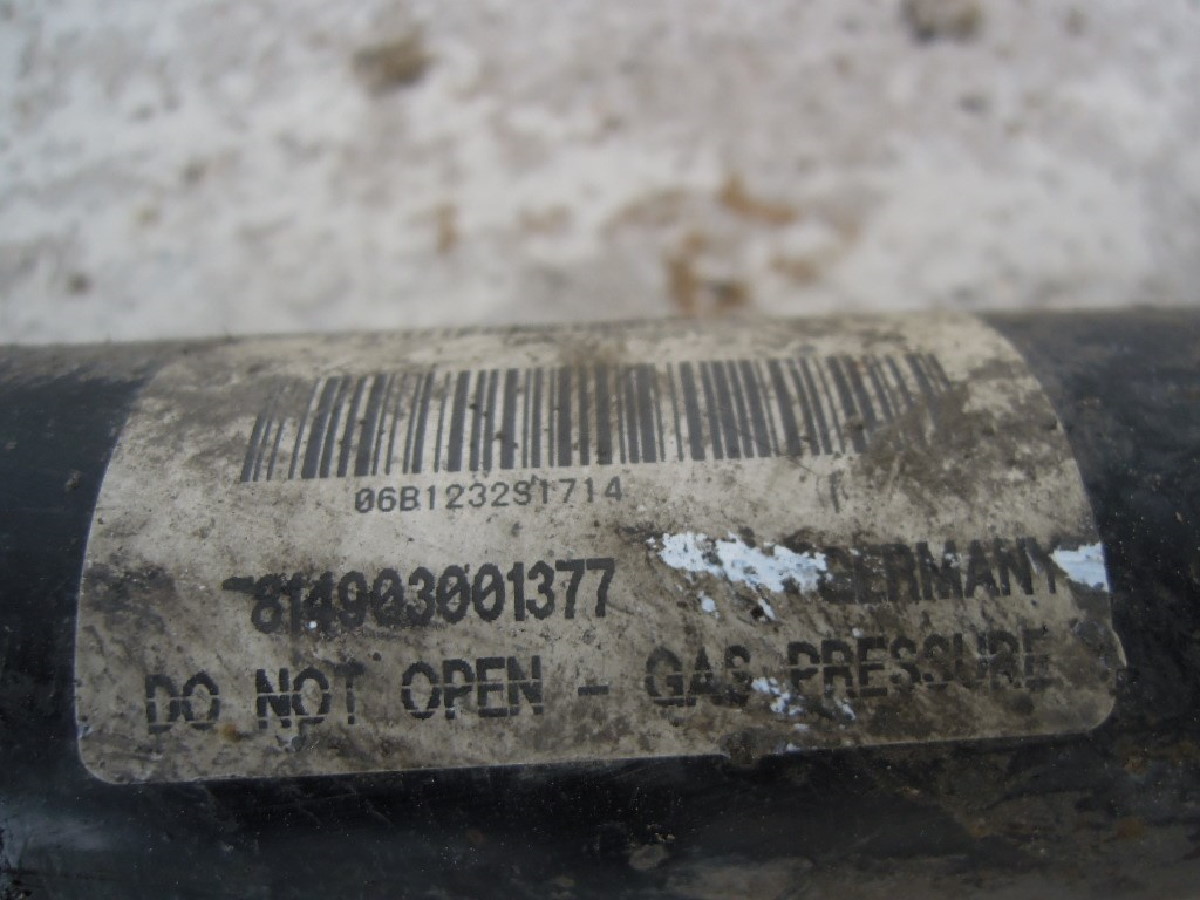 06B123291714
814903001377 GERMANY
DO NOT OPEN - GAS PRESSURE